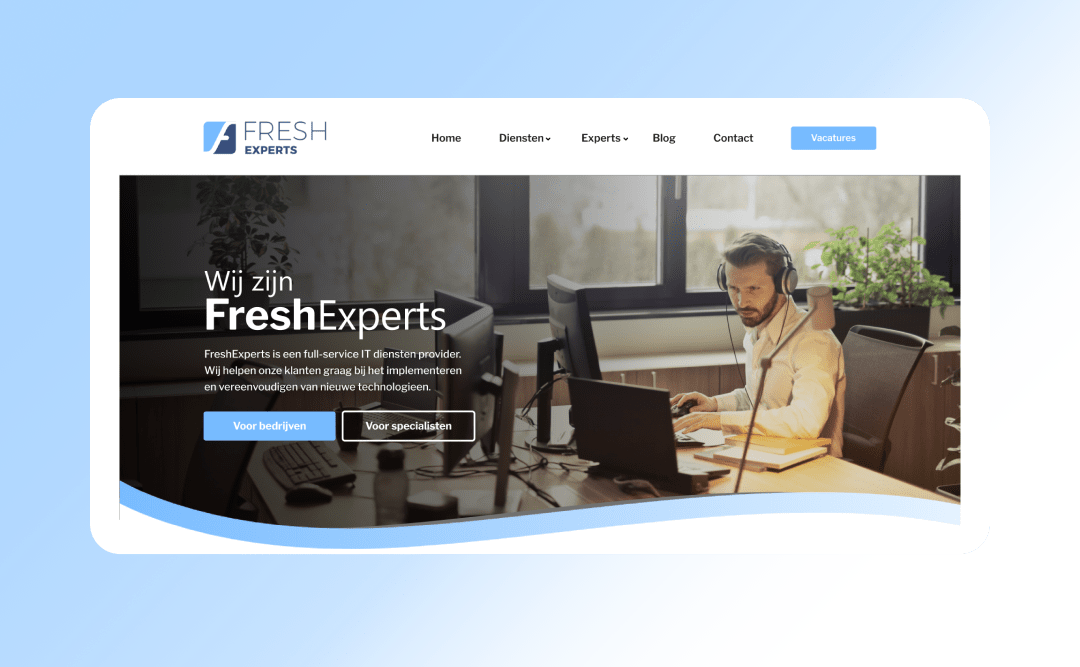 FRESH
EXPERTS
Home Diensten Experts Blog Contact Vacatures
Wij zijn
FreshExperts
FreshExperts is een full-service IT diensten provider.
Wij helpen onze klanten graag bij het implementeren
en vereenvoudigen van nieuwe technologieen.
Voor bedrijven Voor specialisten